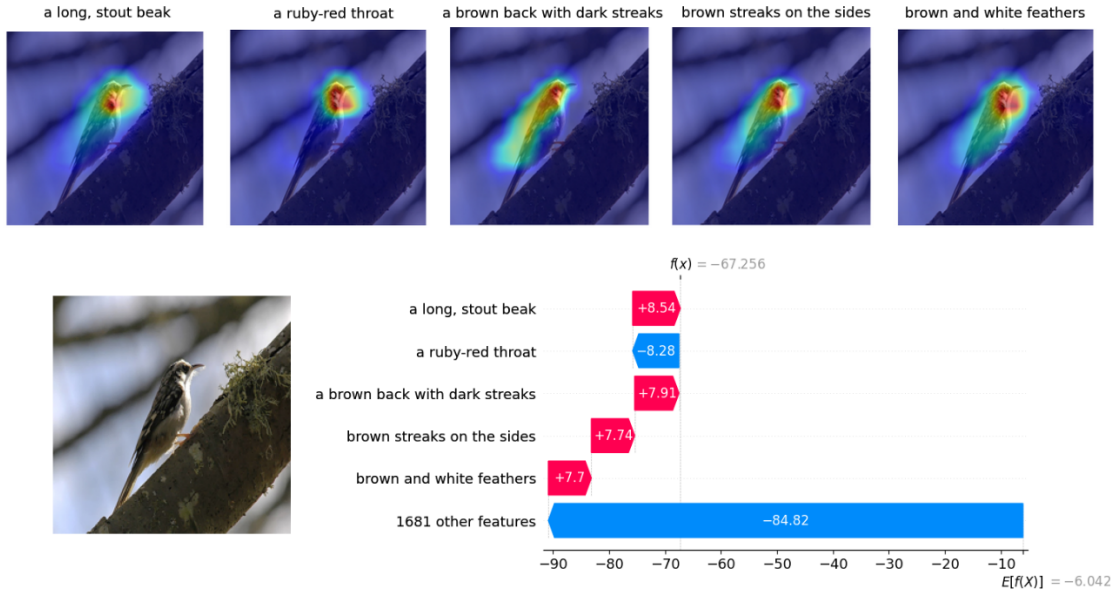 a long, stout beak
a ruby-red throat
a brown back with dark streaks
brown streaks on the sides
brown and white feathers
f(x) = −67.256
a long, stout beak
+8.54
a ruby-red throat
−8.28
a brown back with dark streaks
+7.91
brown streaks on the sides
+7.74
brown and white feathers
+7.7
1681 other features
−84.82
−90 −80 −70 −60 −50 −40 −30 −20 −10
E[f(X)] = −6.042